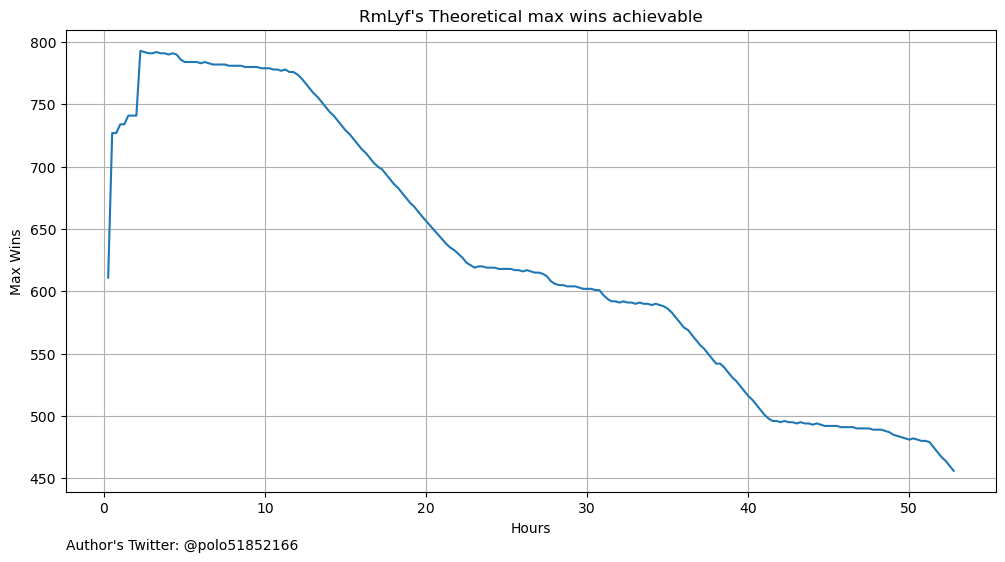 RmLyf's Theoretical max wins achievable
800
750
700
650
600
550
500
450
Max Wins
0 10 20 30 40 50
Hours
Author's Twitter: @polo51852166